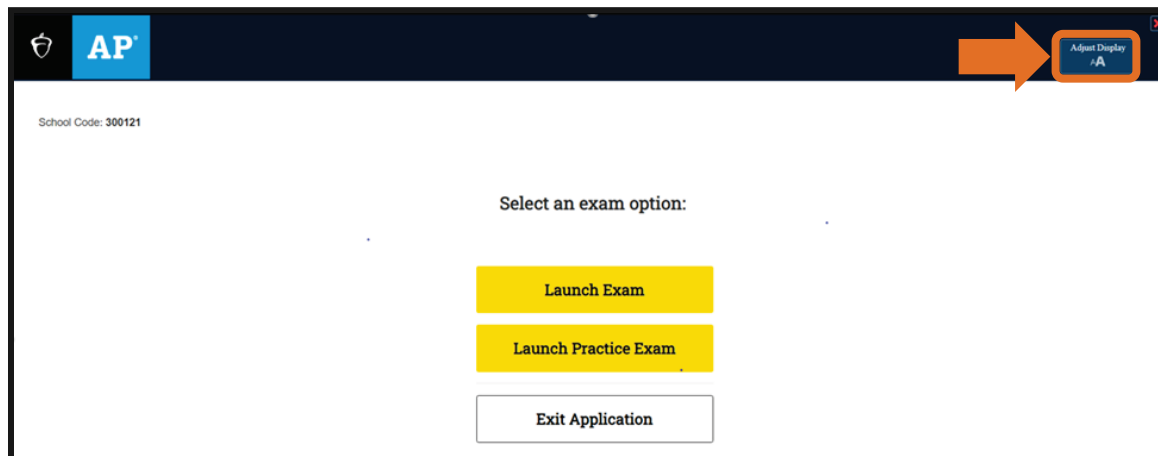 AP®
Adjust Display
AA
School Code: 300121
Select an exam option:
Launch Exam
Launch Practice Exam
Exit Application